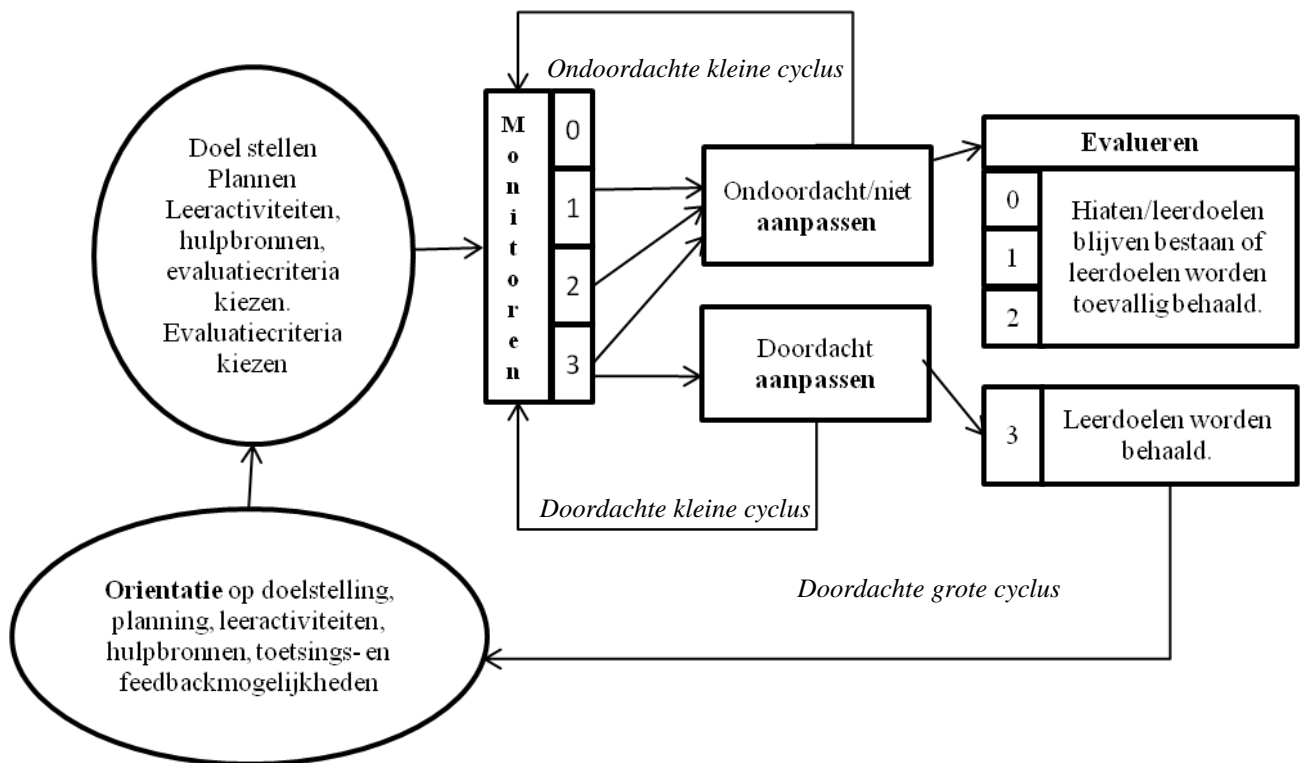 Ondoordachte kleine cyclus
Doel stellen
Plannen
Leeractiviteiten,
hulpbronnen,
evaluatiecriteria
kiezen.
Evaluatiecriteria
kiezen
Monitoren
0
1
2
3
Ondoordacht/niet
aanpassen
Doordacht
aanpassen
Evalueren
0
1
2
Hiaten/leerdoelen
blijven bestaan of
leerdoelen worden
toevallig behaald.
3
Leerdoelen worden
behaald.
Doordachte kleine cyclus
Doordachte grote cyclus
Orientatie op doelstelling,
planning, leeractiviteiten,
hulpbronnen, toetsings- en
feedbackmogelijkheden